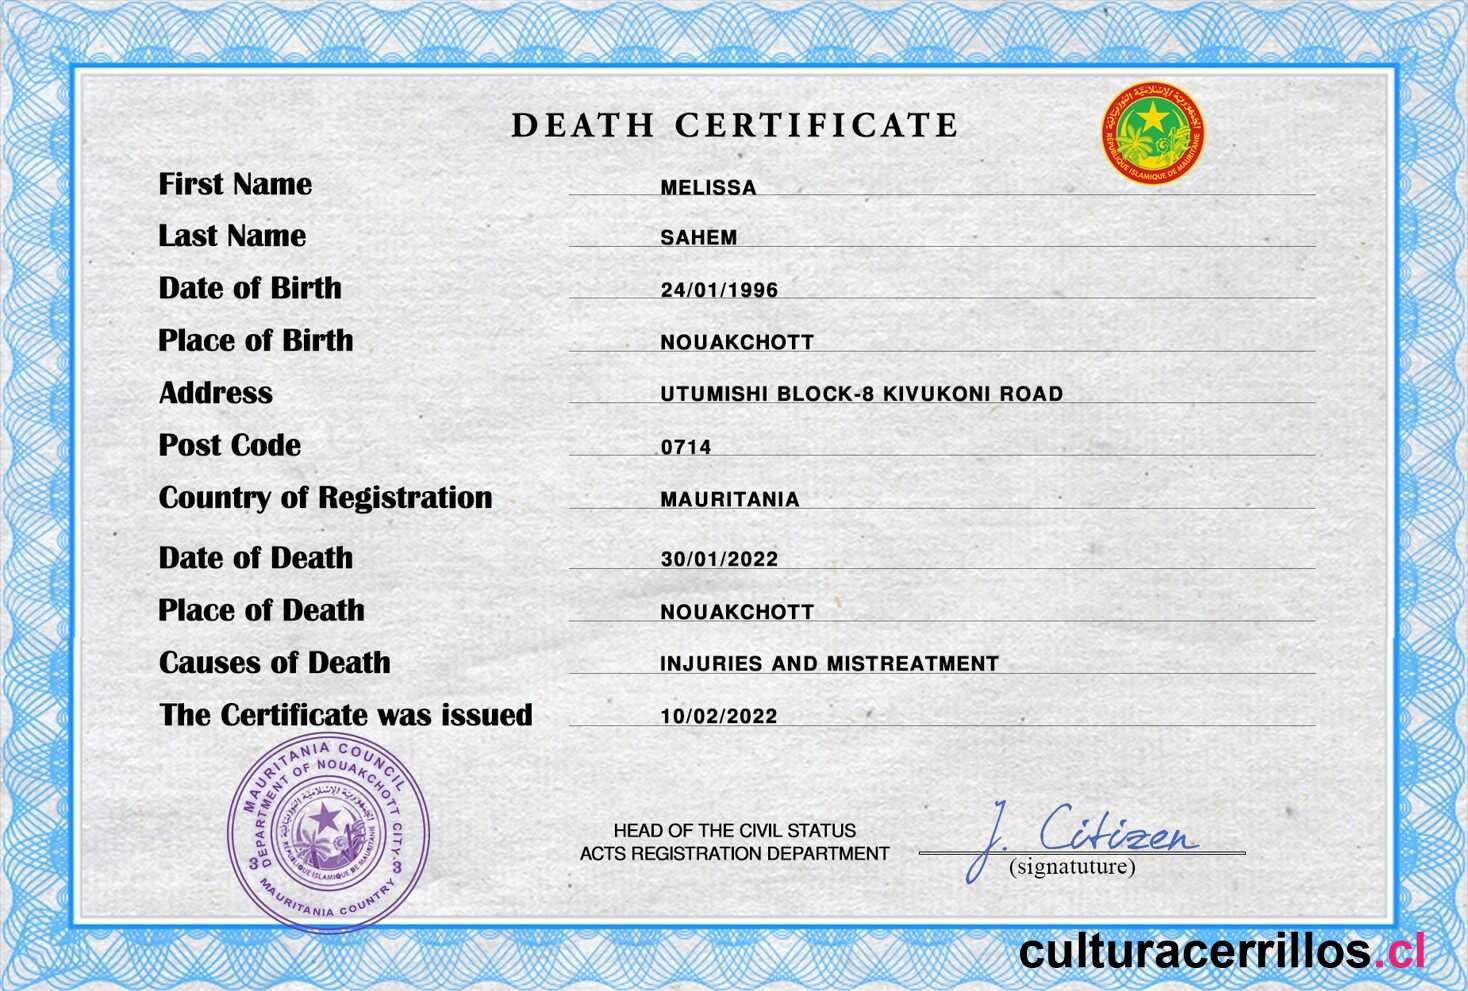 DEATH CERTIFICATE
الجمهورية الإسلامية الموريتانية
RÉPUBLIQUE ISLAMIQUE DE MAURITANIE
First Name MELISSA
Last Name SAHEM
Date of Birth 24/01/1996
Place of Birth NOUAKCHOTT
Address UTUMISHI BLOCK-8 KIVUKONI ROAD
Post Code 0714
Country of Registration MAURITANIA
Date of Death 30/01/2022
Place of Death NOUAKCHOTT
Causes of Death INJURIES AND MISTREATMENT
The Certificate was issued 10/02/2022
MAURITANIA COUNCIL
3 DEPARTMENT OF NOUAKCHOTT CITY. 3
الجمهورية الإسلامية الموريتانية
RÉPUBLIQUE ISLAMIQUE DE MAURITANIE
MAURITANIA COUNTRY
HEAD OF THE CIVIL STATUS
ACTS REGISTRATION DEPARTMENT
J. Citizen
(signatuture)
culturacerrillos.cl